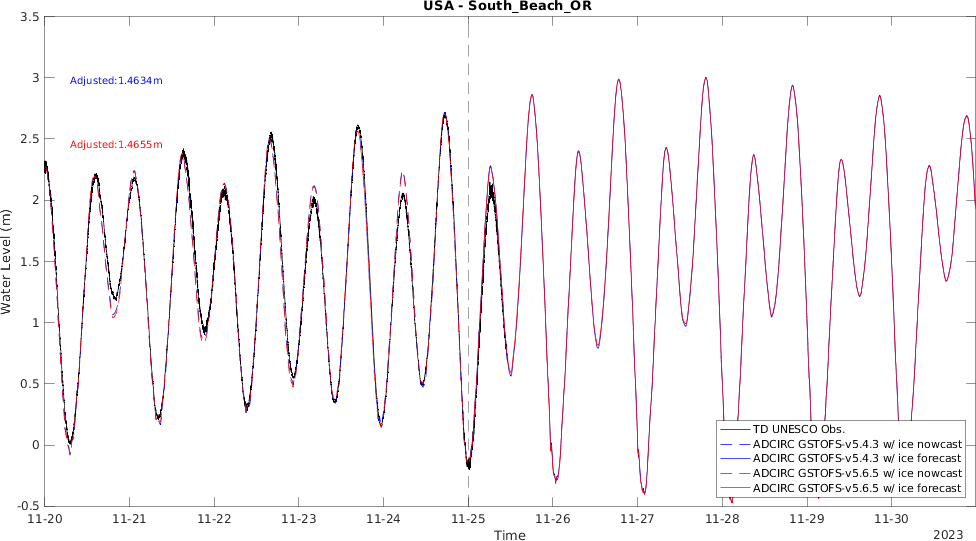 USA - South_Beach_OR
3.5
3
2.5
2
1.5
1
0.5
0
-0.5
Water Level (m)
Adjusted:1.4634m
Adjusted:1.4655m
TD UNESCO Obs.
ADCIRC GSTOFS-v5.4.3 w/ ice nowcast
ADCIRC GSTOFS-v5.4.3 w/ ice forecast
ADCIRC GSTOFS-v5.6.5 w/ ice nowcast
ADCIRC GSTOFS-v5.6.5 w/ ice forecast
11-20 11-21 11-22 11-23 11-24 11-25 11-26 11-27 11-28 11-29 11-30
Time
2023